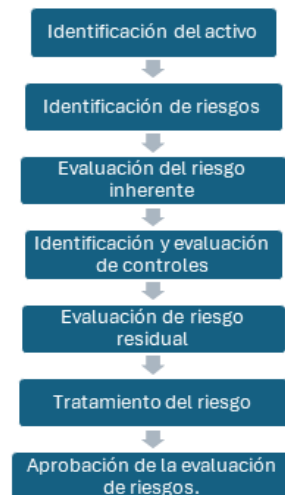 Identificación del activo
Identificación de riesgos
Evaluación del riesgo
inherente
Identificación y evaluación
de controles
Evaluación de riesgo
residual
Tratamiento del riesgo
Aprobación de la evaluación
de riesgos.